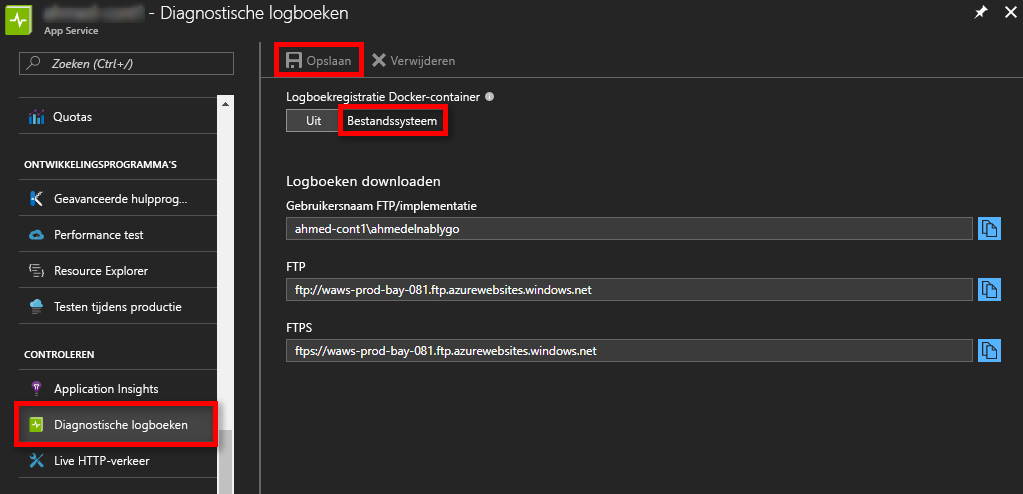 - Diagnostische logboeken
App Service
Zoeken (Ctrl+/)
Quotas
ONTWIKKELINGSPROGRAMMA'S
Geavanceerde hulpprog...
Performance test
Resource Explorer
Testen tijdens productie
CONTROLEREN
Application Insights
Diagnostische logboeken
Live HTTP-verkeer
Opslaan
Verwijderen
Logboekregistratie Docker-container
Uit
Bestandssysteem
Logboeken downloaden
Gebruikersnaam FTP/implementatie
ahmed-cont1\ahmedelnablygo
FTP
ftp://waws-prod-bay-081.ftp.azurewebsites.windows.net
FTPS
ftps://waws-prod-bay-081.ftp.azurewebsites.windows.net